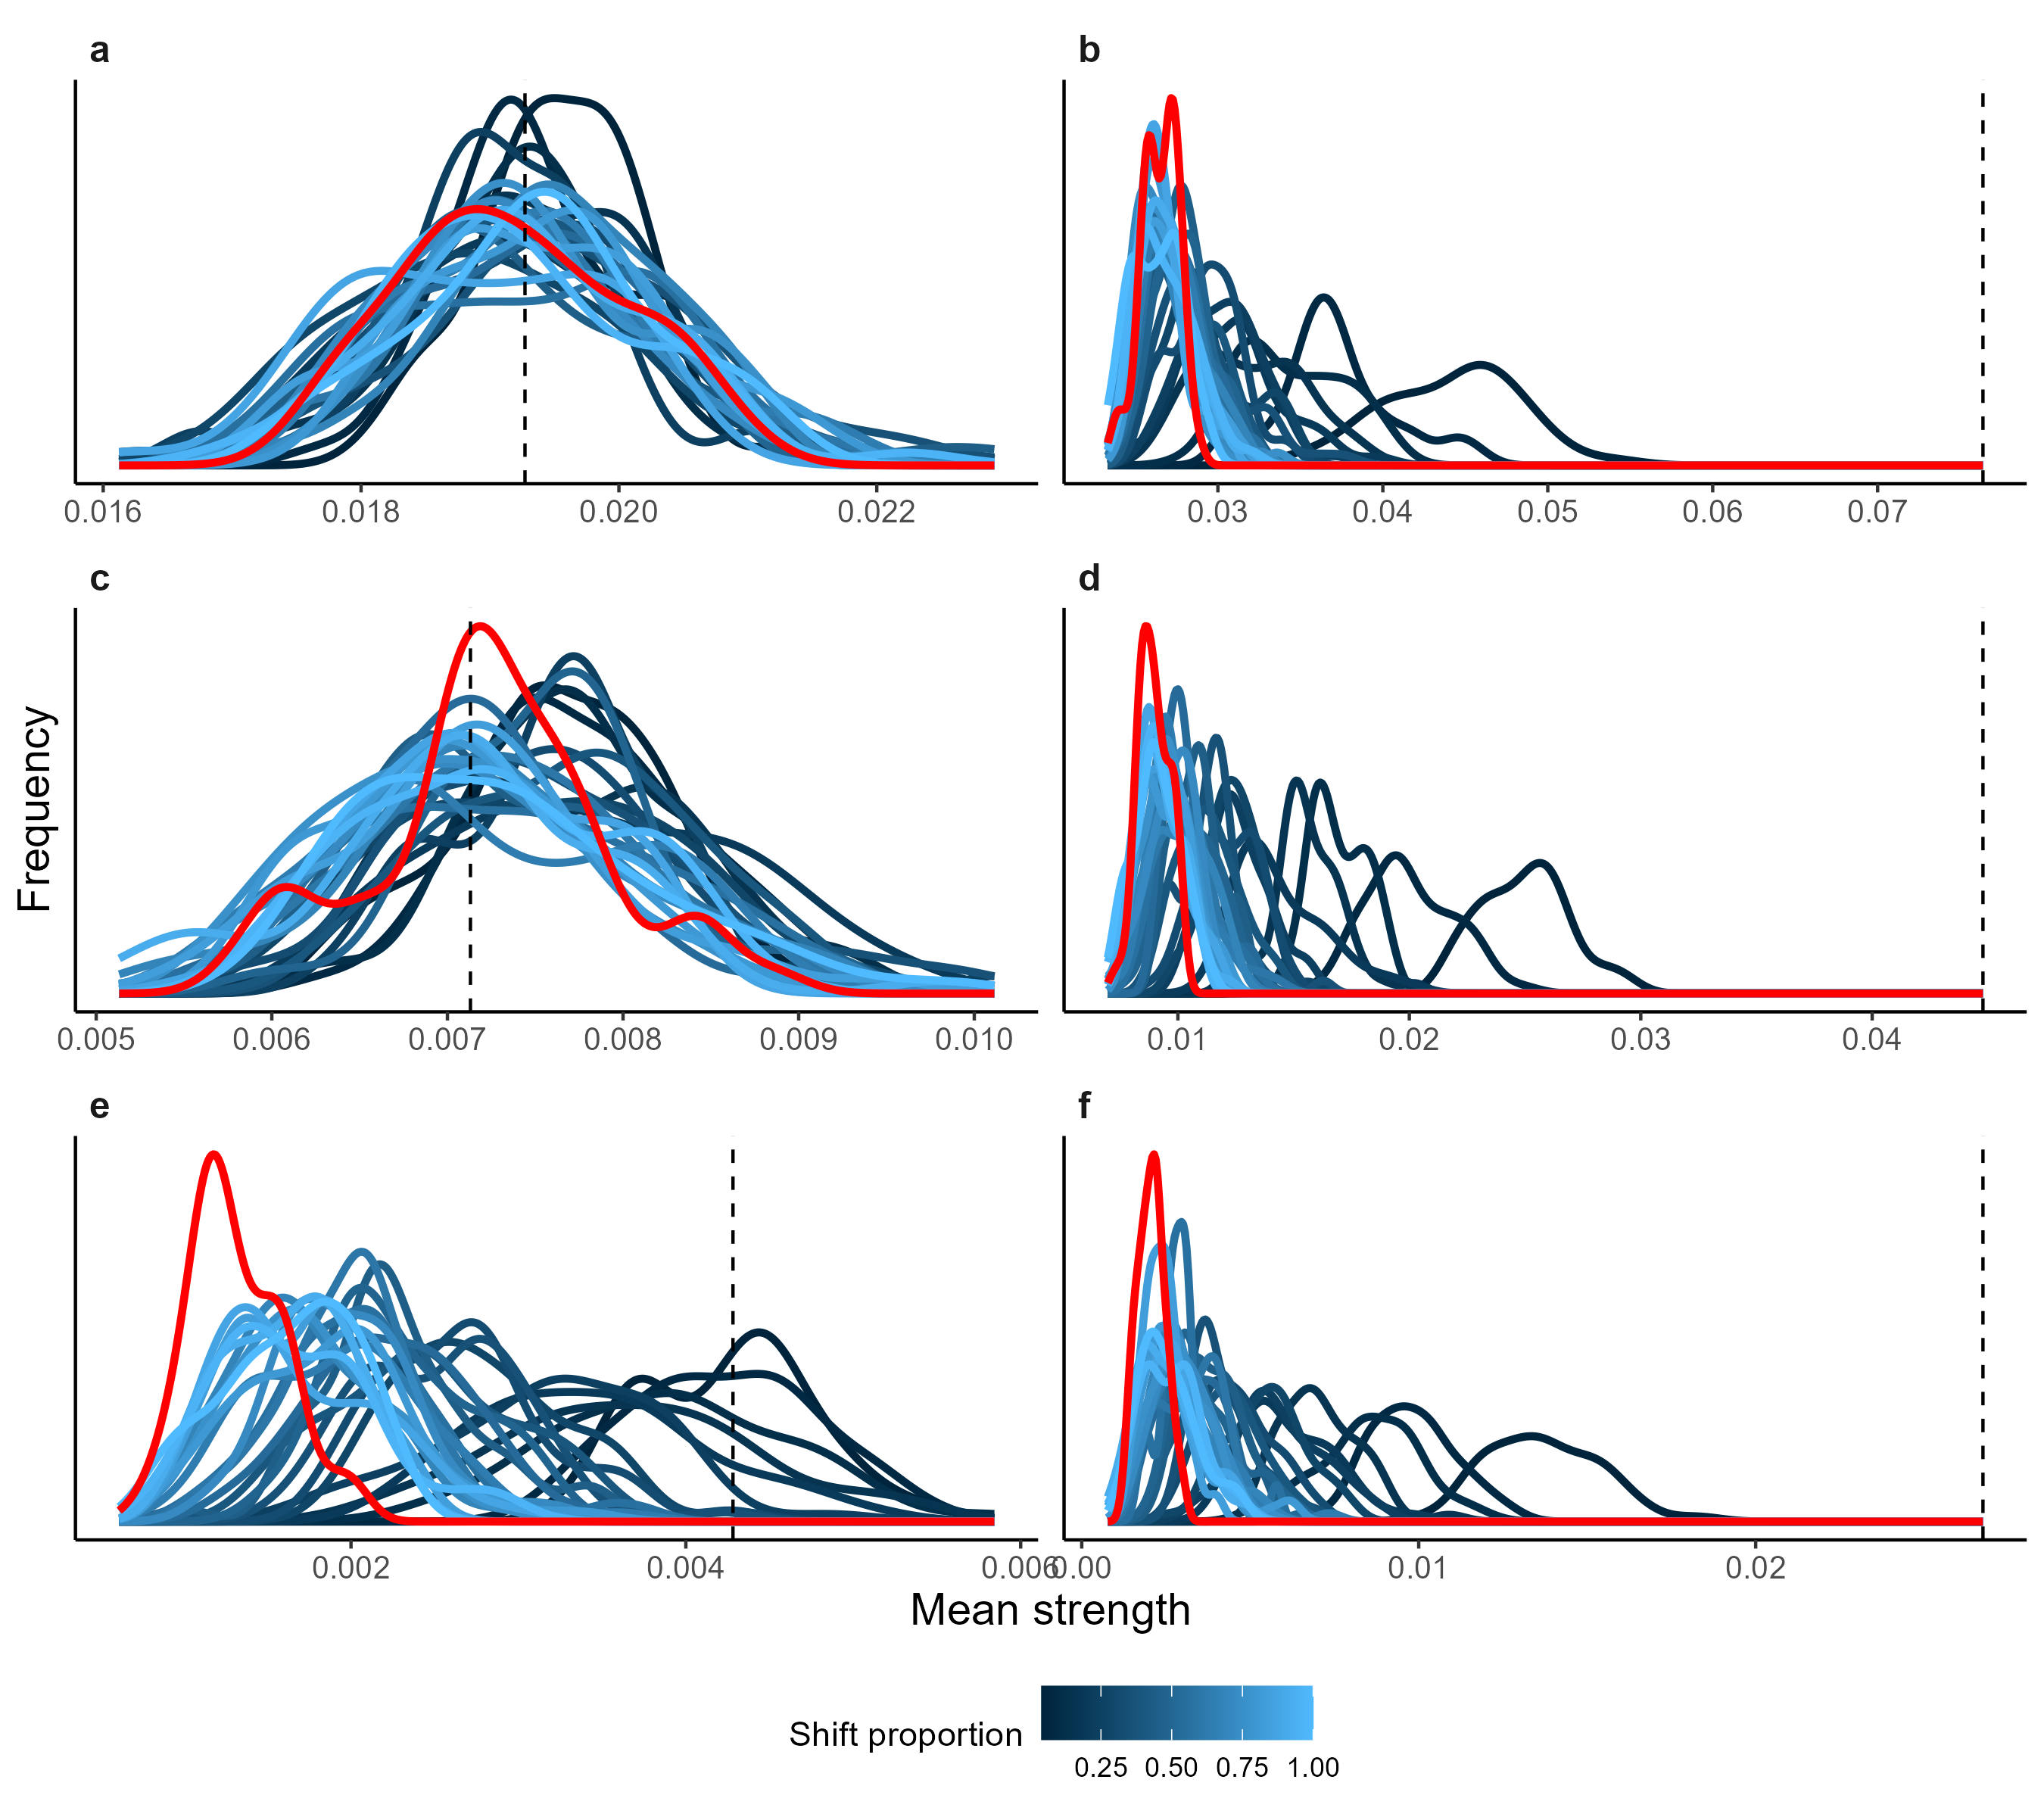 a
b
0.016 0.018 0.020 0.022
0.03 0.04 0.05 0.06 0.07
c
d
Frequency
0.005 0.006 0.007 0.008 0.009 0.010
0.01 0.02 0.03 0.04
e
f
0.002 0.004 0.006
0.00 0.01 0.02
Mean strength
Shift proportion
0.25 0.50 0.75 1.00